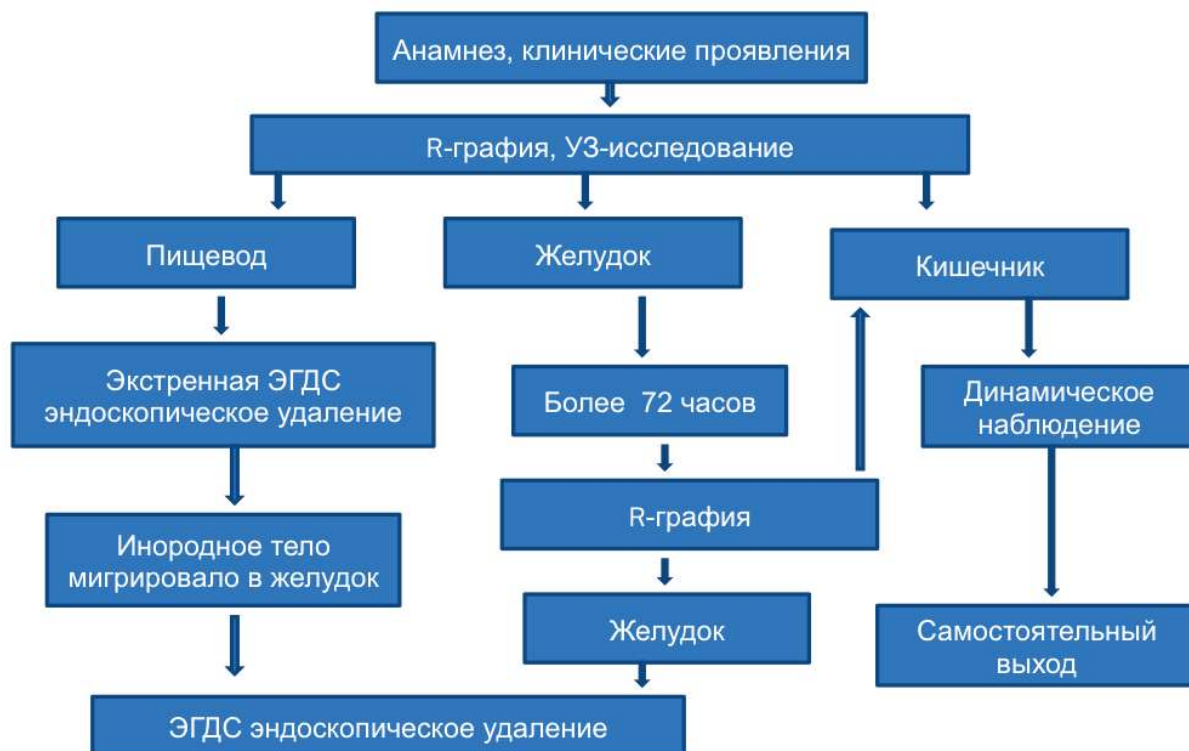 Анамнез, клинические проявления
R-графия, УЗ-исследование
Пищевод
Желудок
Кишечник
Экстренная ЭГДС
эндоскопическое удаление
Более 72 часов
Динамическое
наблюдение
R-графия
Инородное тело
мигрировало в желудок
Желудок
Самостоятельный
выход
ЭГДС эндоскопическое удаление